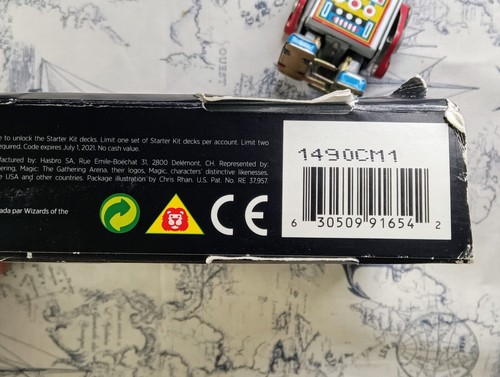 e to unlock the Starter Kit decks. Limit one set of Starter Kit decks per account. Limit two
equired. Code expires July 1, 2021. No cash value.
factured by: Hasbro SA, Rue Emile-Boéchat 31, 2800 Delémont, CH. Represented by:
ering, Magic: The Gathering Arena, their logos, Magic, characters' distinctive likenesses,
e USA and other countries. Package illustration by Chris Rhan. U.S. Pat. No. RE 37,957.
ada par Wizards of the
CE
1490CM1
6 30509 91654 2